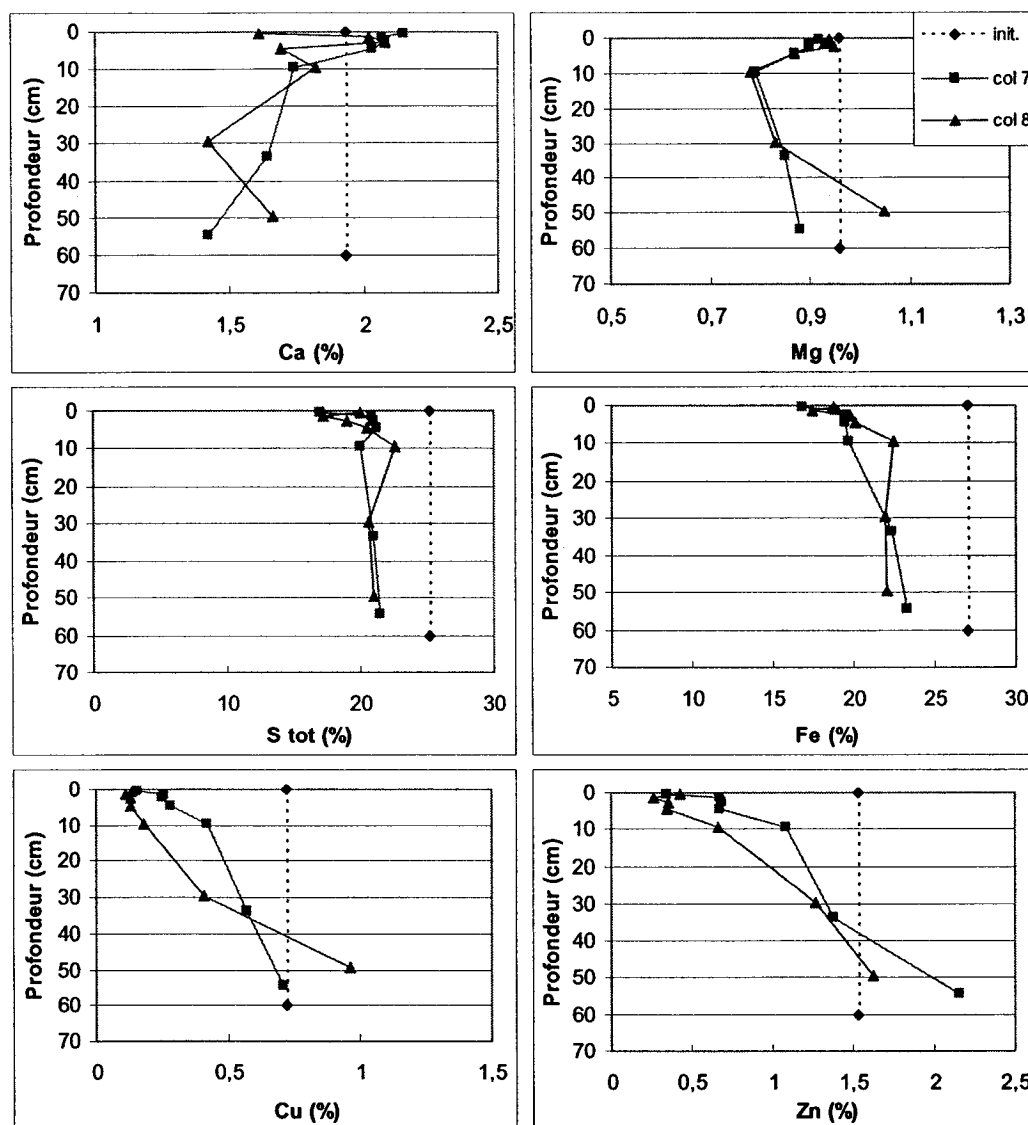 0
10
20
30
40
50
60
70
Profondeur (cm)
1 1,5 2 2,5
Ca (%)
0
10
20
30
40
50
60
70
Profondeur (cm)
0,5 0,7 0,9 1,1 1,3
Mg (%)
init.
col 7
col 8
0
10
20
30
40
50
60
70
Profondeur (cm)
0 10 20 30
S tot (%)
0
10
20
30
40
50
60
70
Profondeur (cm)
5 10 15 20 25 30
Fe (%)
0
10
20
30
40
50
60
70
Profondeur (cm)
0 0,5 1 1,5
Cu (%)
0
10
20
30
40
50
60
70
Profondeur (cm)
0 0,5 1 1,5 2 2,5
Zn (%)